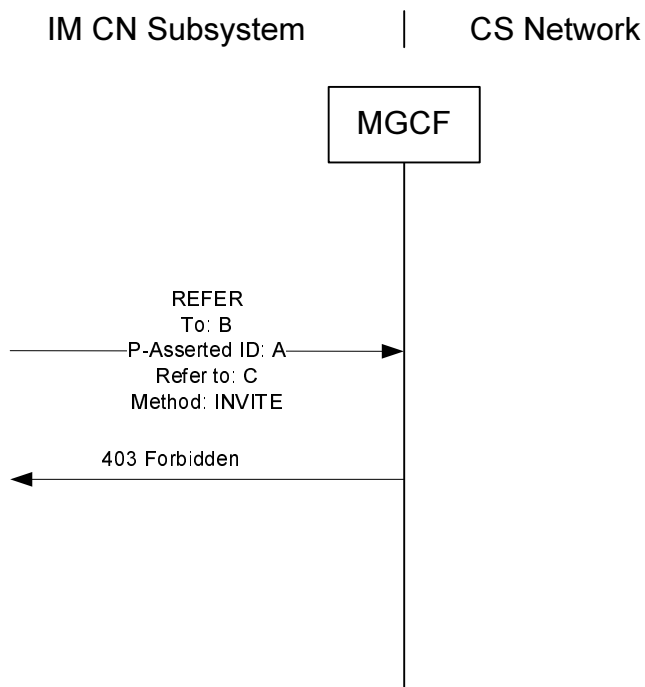 IM CN Subsystem | CS Network
MGCF
REFER
To: B
P-Asserted ID: A
Refer to: C
Method: INVITE
403 Forbidden